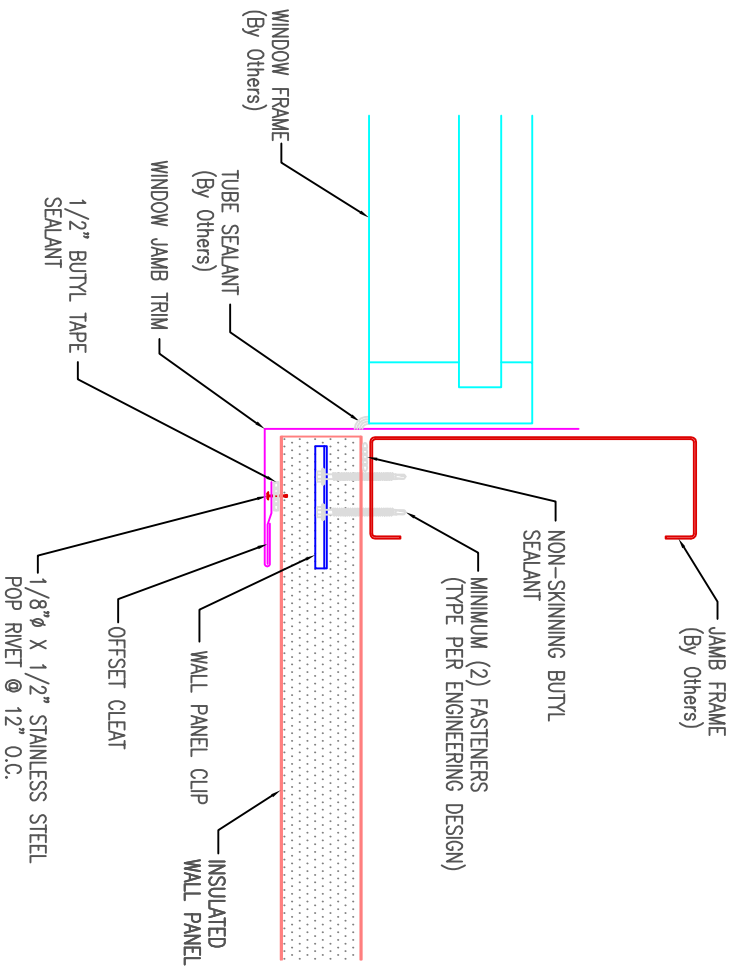 WINDOW FRAME
(By Others)
TUBE SEALANT
(By Others)
WINDOW JAMB TRIM
1/2" BUTYL TAPE
SEALANT
JAMB FRAME
(By Others)
NON-SKINNING BUTYL
SEALANT
MINIMUM (2) FASTENERS
(TYPE PER ENGINEERING DESIGN)
INSULATED
WALL PANEL
WALL PANEL CLIP
OFFSET CLEAT
1/8"ø X 1/2" STAINLESS STEEL
POP RIVET @ 12" O.C.